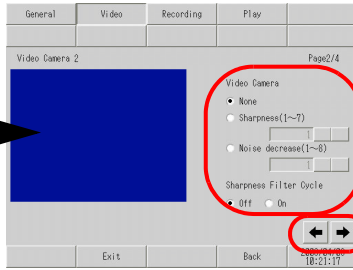 General Video Recording Play
Video Camera 2 Page2/4
Video Camera
None
Sharpness(1～7)
1
Noise decrease(1～8)
1
Sharpness Filter Cycle
Off On
Exit Back
10:21:17